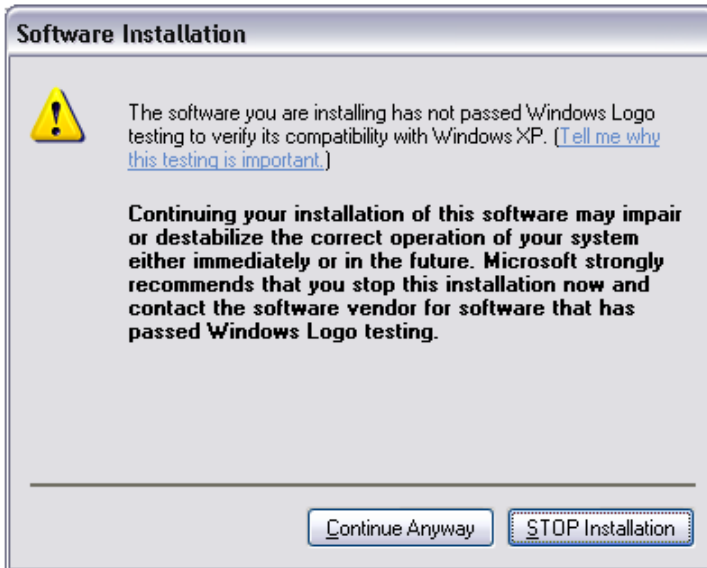 Software Installation
The software you are installing has not passed Windows Logo
testing to verify its compatibility with Windows XP. (Tell me why
this testing is important.)
Continuing your installation of this software may impair
or destabilize the correct operation of your system
either immediately or in the future. Microsoft strongly
recommends that you stop this installation now and
contact the software vendor for software that has
passed Windows Logo testing.
Continue Anyway
STOP Installation